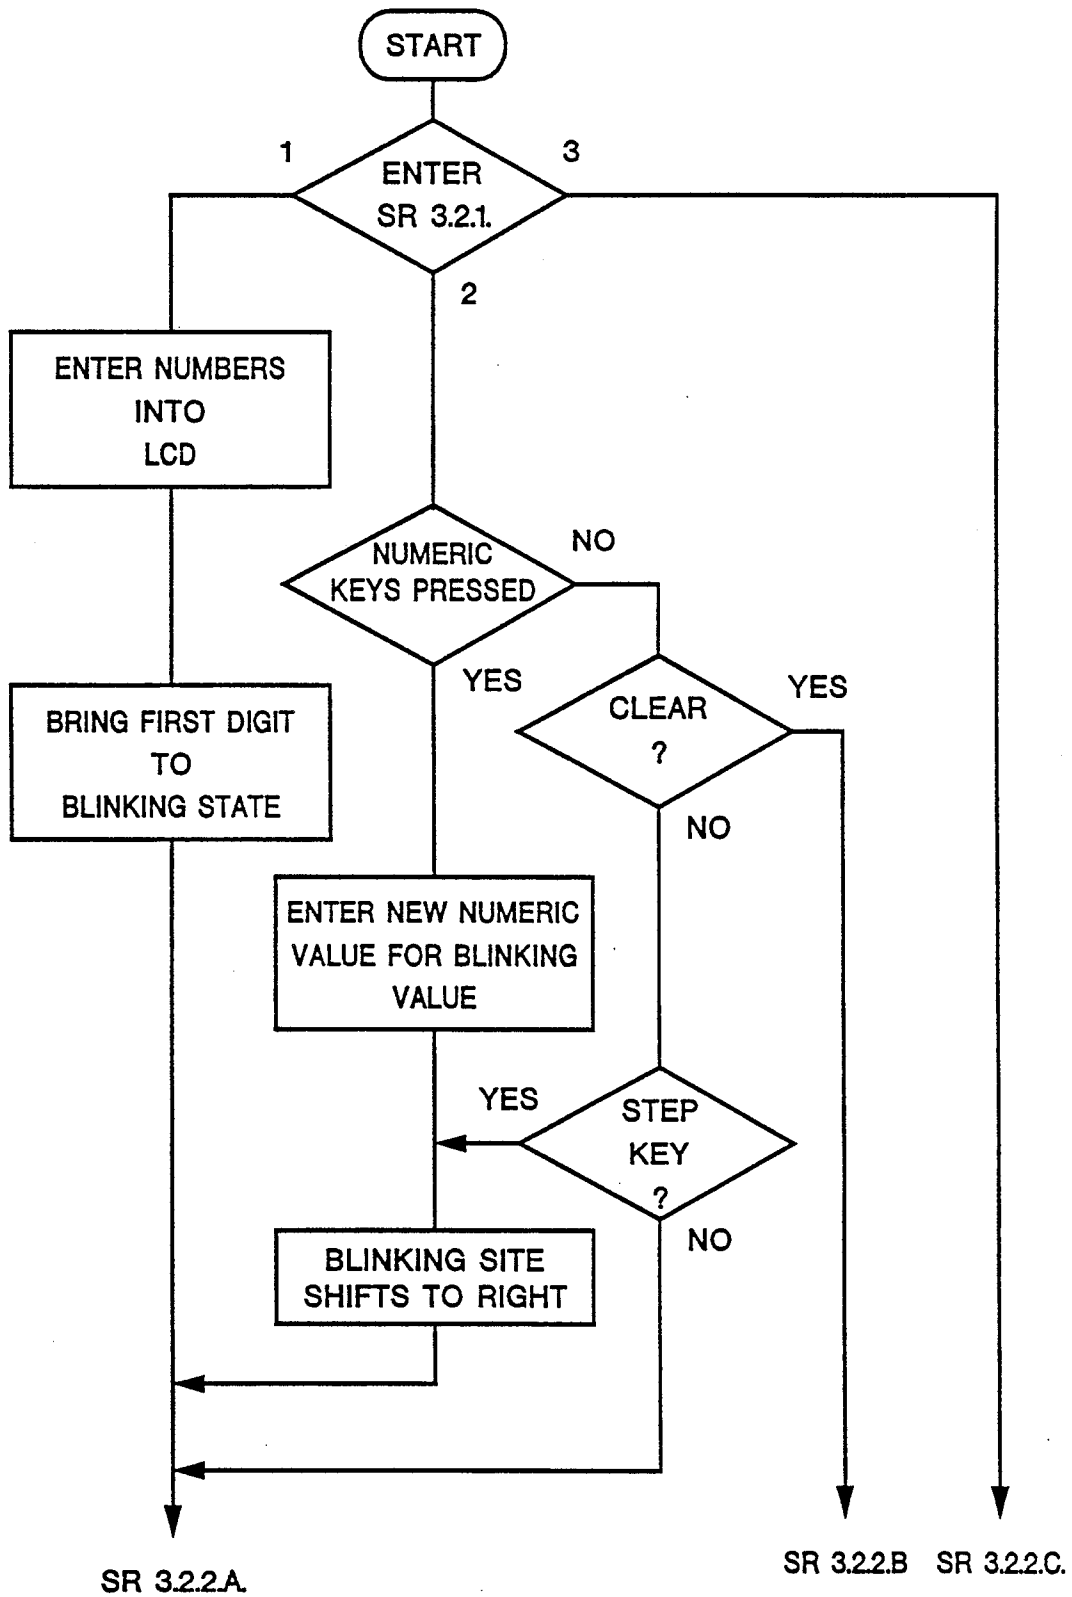 START
1
3
ENTER
SR 3.2.1.
2
ENTER NUMBERS
INTO
LCD
NUMERIC
KEYS PRESSED
NO
YES
BRING FIRST DIGIT
TO
BLINKING STATE
CLEAR
?
YES
NO
ENTER NEW NUMERIC
VALUE FOR BLINKING
VALUE
YES
STEP
KEY
?
NO
BLINKING SITE
SHIFTS TO RIGHT
SR 3.2.2.A.
SR 3.2.2.B
SR 3.2.2.C.